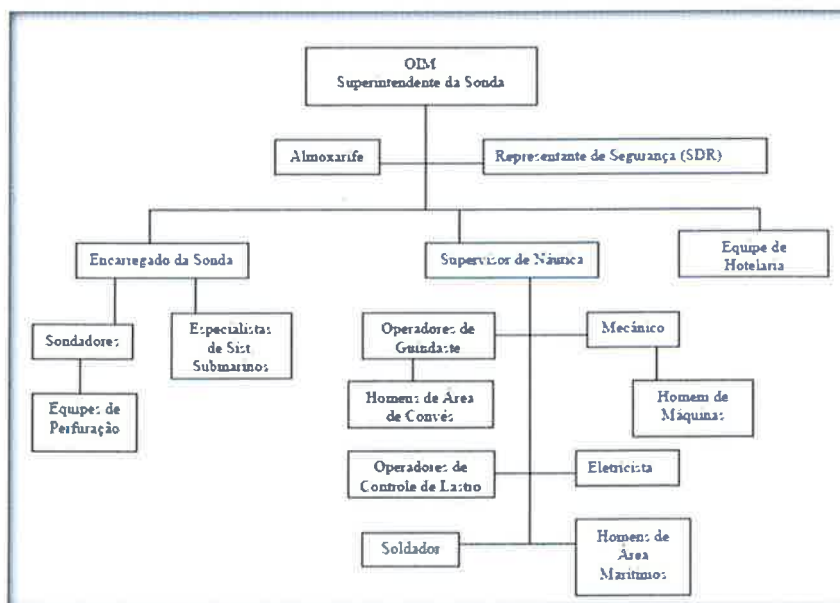 OIM
Superintendente da Sonda
Almoxarife
Representante de Segurança (SDR)
Encarregado da Sonda
Supervisor de Náutica
Equipe de
Hotelaria
Sondadores
Especialistas
de Sist
Submarinos
Operadores de
Guindaste
Mecânico
Equipes de
Perfuração
Homens de Área
de Convés
Homem de
Máquinas
Operadores de
Controle de Lastro
Eletricista
Soldador
Homens de
Área
Marítimos